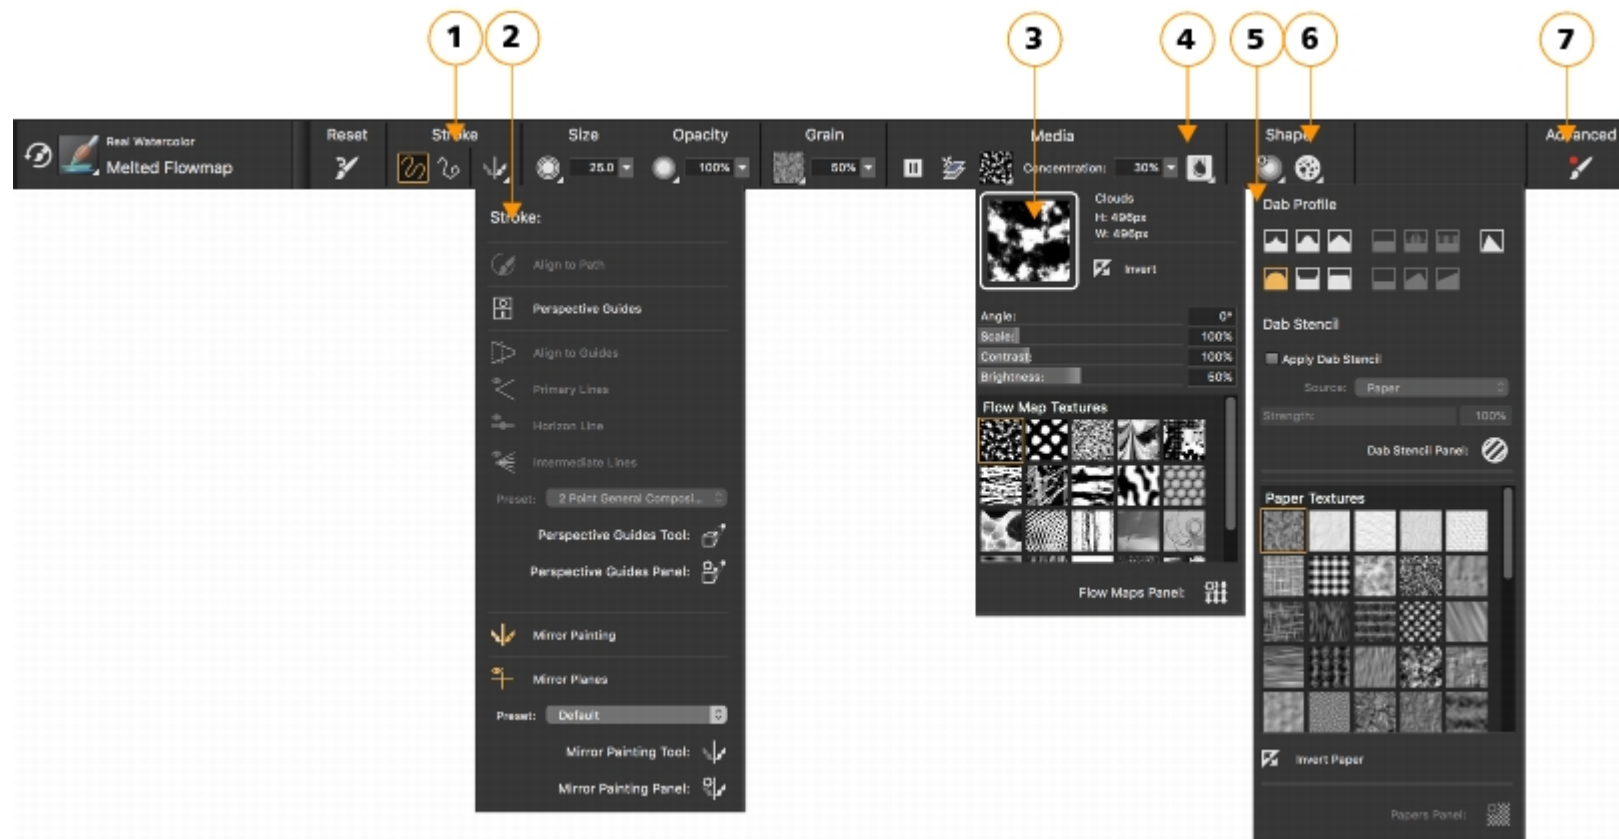 1 2 3 4 5 6 7
Reset Stroke Size Opacity Grain Media Shape Advanced
Real Watercolor
Melted Flowmap
25.0 100% 50% Concentration: 30%
Stroke:
Align to Path
Perspective Guides
Align to Guides
Primary Lines
Horizon Line
Intermediate Lines
Preset: 2 Point General Composi...
Perspective Guides Tool:
Perspective Guides Panel:
Mirror Painting
Mirror Planes
Preset: Default
Mirror Painting Tool:
Mirror Painting Panel:
Clouds
H: 496px
W: 496px
Invert
Angle: 0°
Scale: 100%
Contrast: 100%
Brightness: 50%
Flow Map Textures
Flow Maps Panel:
Dab Profile
Dab Stencil
Apply Dab Stencil
Source: Paper
Strength: 100%
Dab Stencil Panel:
Paper Textures
Invert Paper
Papers Panel: